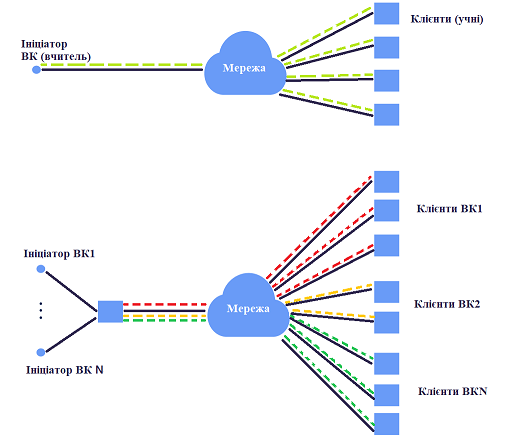 Ініціатор
ВК (вчитель)
Мережа
Клієнти (учні)
Клієнти ВК1
Ініціатор ВК1
Мережа
Клієнти ВК2
Ініціатор ВК N
Клієнти ВКN